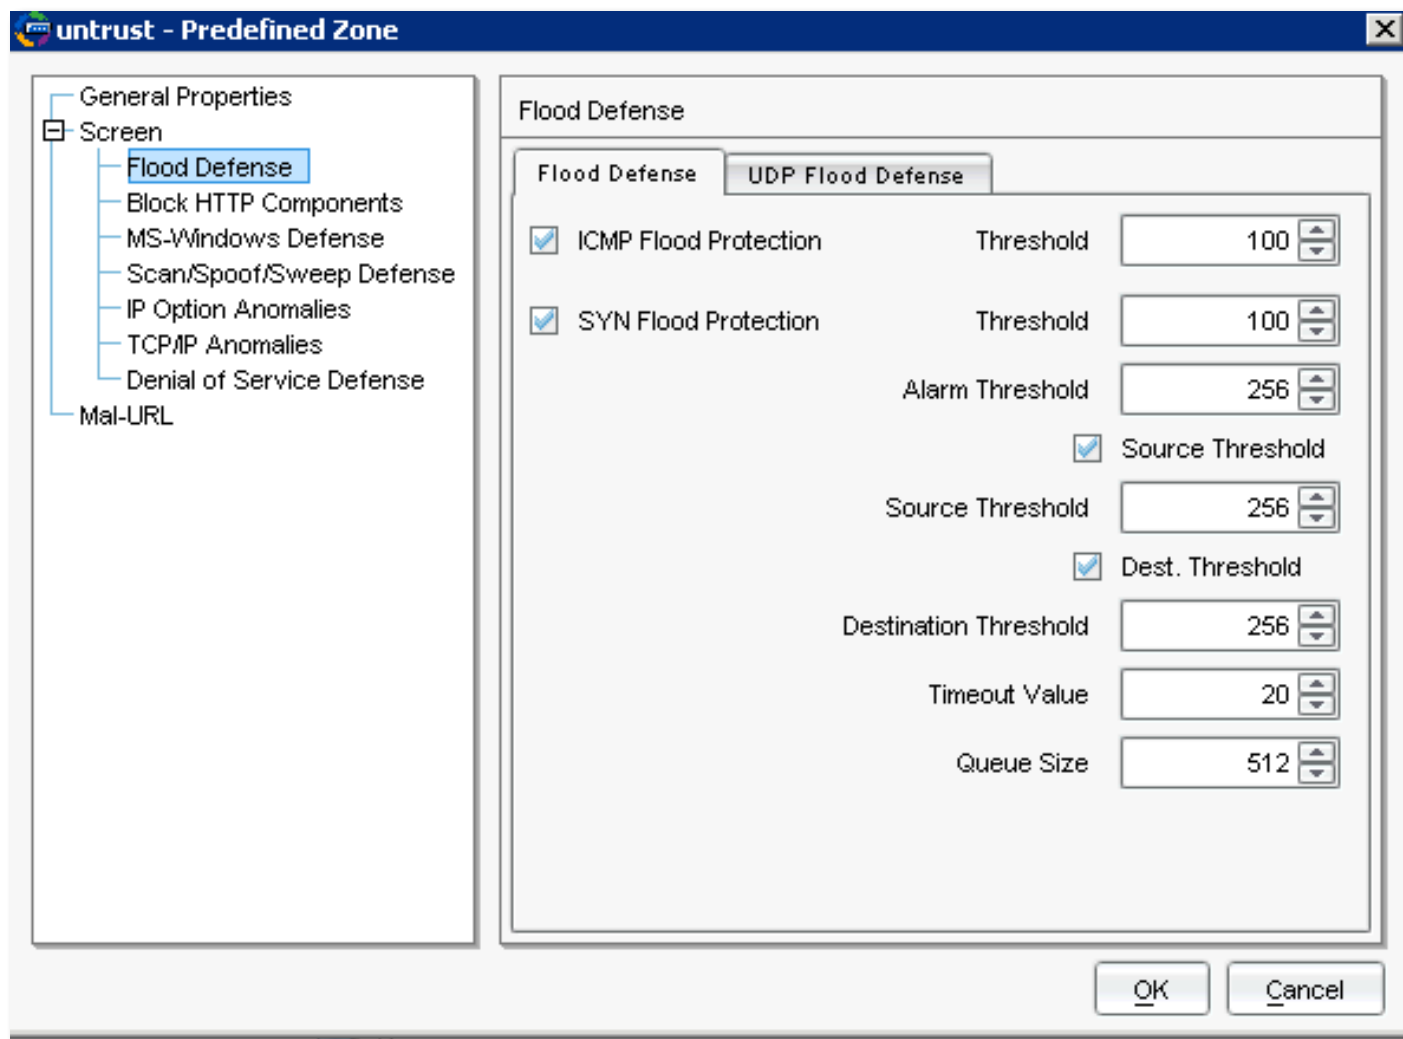 untrust - Predefined Zone
General Properties
Screen
Flood Defense
Block HTTP Components
MS-Windows Defense
Scan/Spoof/Sweep Defense
IP Option Anomalies
TCP/IP Anomalies
Denial of Service Defense
Mal-URL
Flood Defense
Flood Defense UDP Flood Defense
ICMP Flood Protection Threshold 100
SYN Flood Protection Threshold 100
Alarm Threshold 256
Source Threshold
Source Threshold 256
Dest. Threshold
Destination Threshold 256
Timeout Value 20
Queue Size 512
OK Cancel